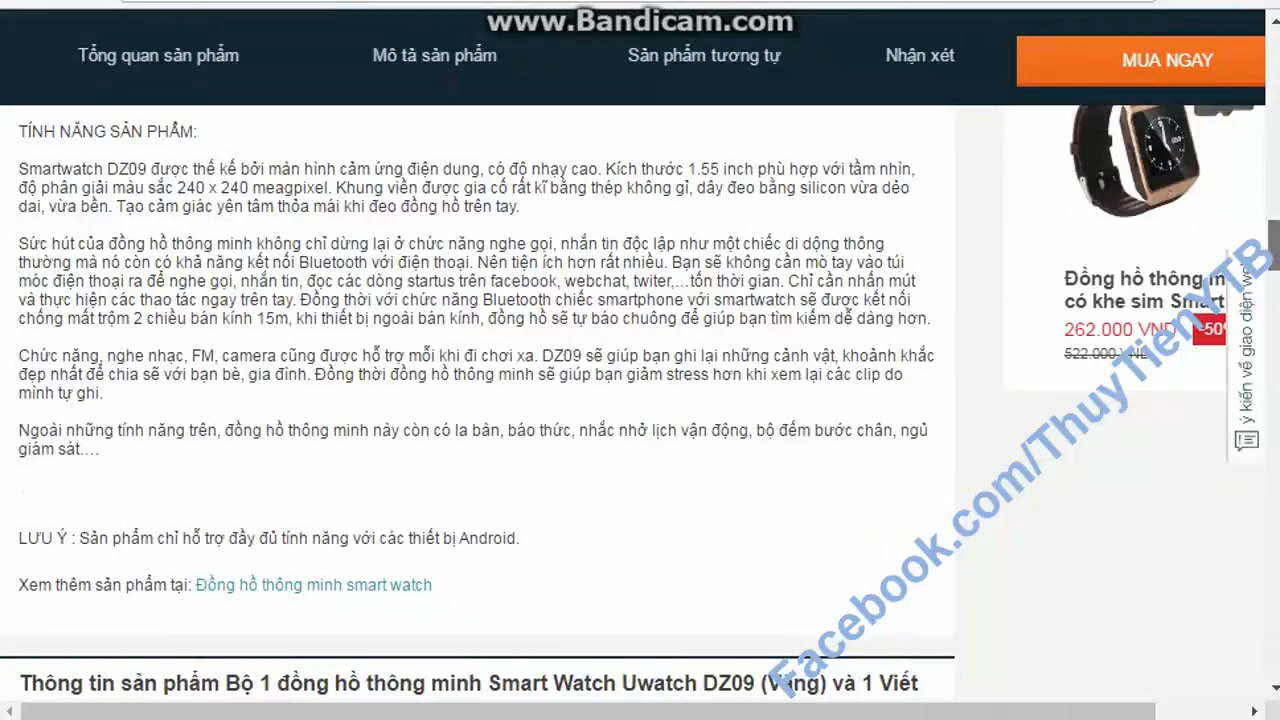 www.Bandicam.com
Tổng quan sản phẩm
Mô tả sản phẩm
Sản phẩm tương tự
Nhận xét
MUA NGAY
TÍNH NĂNG SẢN PHẨM:
Smartwatch DZ09 được thế kế bởi màn hình cảm ứng điện dung, có độ nhạy cao. Kích thước 1.55 inch phù hợp với tầm nhìn,
độ phân giải màu sắc 240 x 240 meagpixel. Khung viền được gia cố rất kĩ bằng thép không gỉ, dây đeo bằng silicon vừa dẻo
dai, vừa bền. Tạo cảm giác yên tâm thỏa mái khi đeo đồng hồ trên tay.
Sức hút của đồng hồ thông minh không chỉ dừng lại ở chức năng nghe gọi, nhắn tin độc lập như một chiếc di dộng thông
thường mà nó còn có khả năng kết nối Bluetooth với điện thoại. Nên tiện ích hơn rất nhiều. Bạn sẽ không cần mò tay vào túi
móc điện thoại ra để nghe gọi, nhắn tin, đọc các dòng startus trên facebook, webchat, twiter,…tốn thời gian. Chỉ cần nhấn mút
và thực hiện các thao tác ngay trên tay. Đồng thời với chức năng Bluetooth chiếc smartphone với smartwatch sẽ được kết nối
chống mất trộm 2 chiều bán kính 15m, khi thiết bị ngoài bán kính, đồng hồ sẽ tự báo chuông để giúp bạn tìm kiếm dễ dàng hơn.
Chức năng, nghe nhạc, FM, camera cũng được hỗ trợ mỗi khi đi chơi xa. DZ09 sẽ giúp bạn ghi lại những cảnh vật, khoảnh khắc
đẹp nhất để chia sẽ với bạn bè, gia đình. Đồng thời đồng hồ thông minh sẽ giúp bạn giảm stress hơn khi xem lại các clip do
mình tự ghi.
Ngoài những tính năng trên, đồng hồ thông minh này còn có la bàn, báo thức, nhắc nhở lịch vận động, bộ đếm bước chân, ngủ
giám sát….
LƯU Ý : Sản phẩm chỉ hỗ trợ đầy đủ tính năng với các thiết bị Android.
Xem thêm sản phẩm tại: Đồng hồ thông minh smart watch
Thông tin sản phẩm Bộ 1 đồng hồ thông minh Smart Watch Uwatch DZ09 (Vàng) và 1 Viết
Đồng hồ thông m
có khe sim Smart
262.000 VND
-50%
522.000 VND
ý kiến về giao diện
Facebook.com/ThuyTienYTB